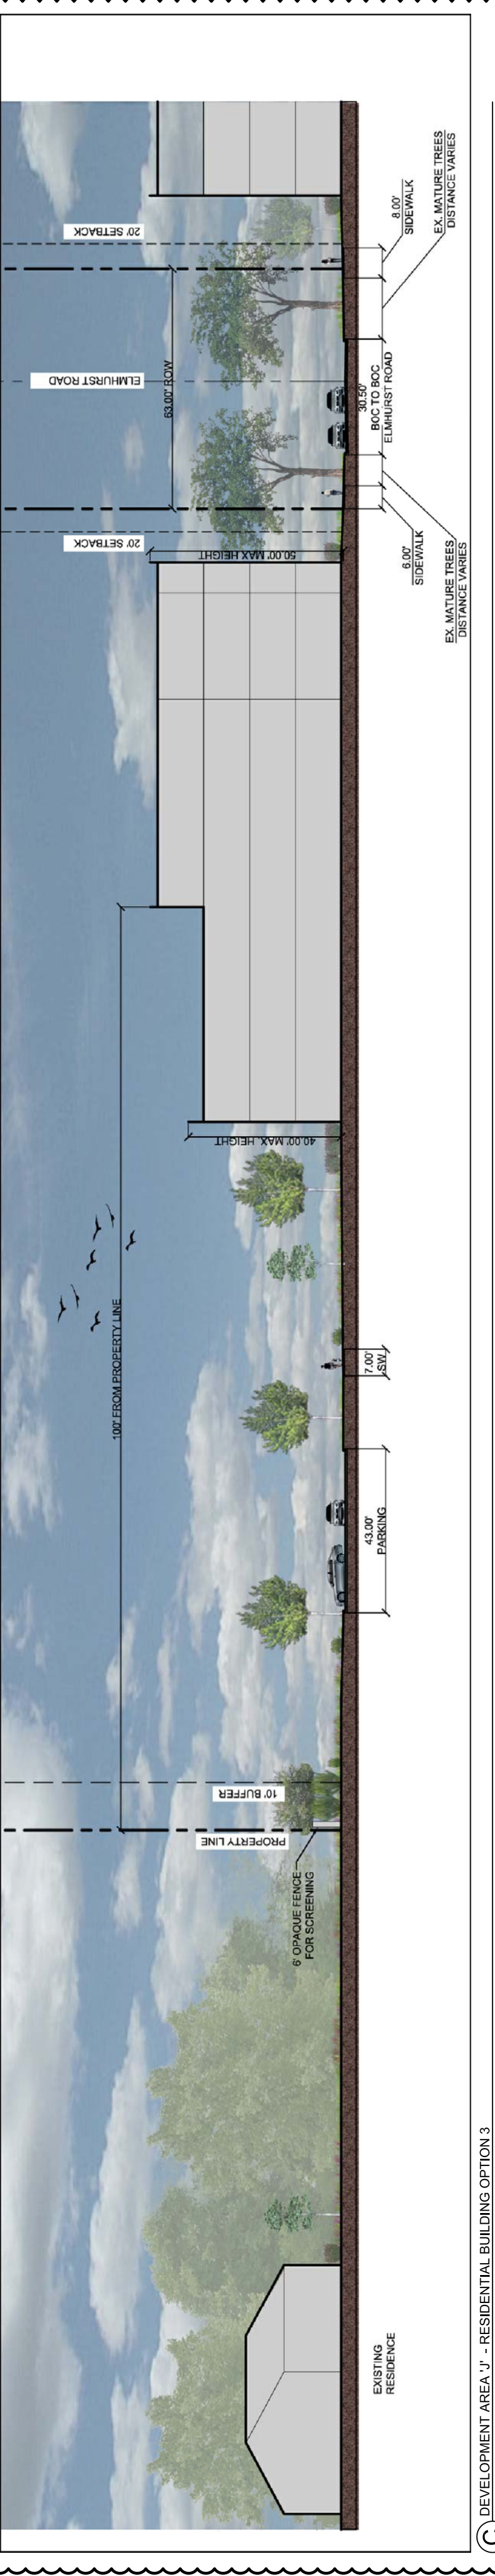 EXISTING
RESIDENCE
6' OPAQUE FENCE
FOR SCREENING
PROPERTY LINE
10' BUFFER
100' FROM PROPERTY LINE
43.00'
PARKING
7.00'
SW
40.00' MAX. HEIGHT
50.00' MAX HEIGHT
20' SETBACK
6.00'
SIDEWALK
EX. MATURE TREES
DISTANCE VARIES
63.00' ROW
ELMHURST ROAD
30.50'
BOC TO BOC
ELMHURST ROAD
20' SETBACK
8.00'
SIDEWALK
EX. MATURE TREES
DISTANCE VARIES
C DEVELOPMENT AREA 'J' - RESIDENTIAL BUILDING OPTION 3